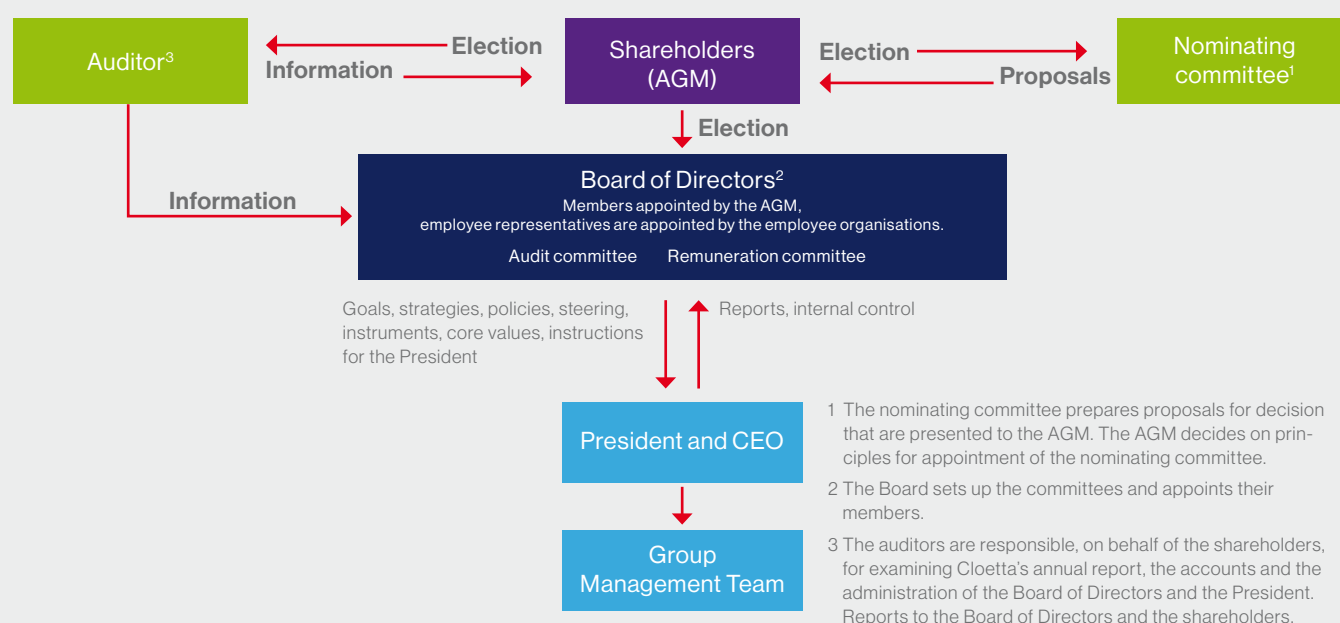 Auditor3
Election
Information
Shareholders
(AGM)
Election
Proposals
Nominating
committee1
Election
Information
Board of Directors2
Members appointed by the AGM,
employee representatives are appointed by the employee organisations.
Audit committee Remuneration committee
Goals, strategies, policies, steering,
instruments, core values, instructions
for the President
Reports, internal control
President and CEO
Group
Management Team
1 The nominating committee prepares proposals for decision
that are presented to the AGM. The AGM decides on prin-
ciples for appointment of the nominating committee.
2 The Board sets up the committees and appoints their
members.
3 The auditors are responsible, on behalf of the shareholders,
for examining Cloetta's annual report, the accounts and the
administration of the Board of Directors and the President.
Reports to the Board of Directors and the shareholders.